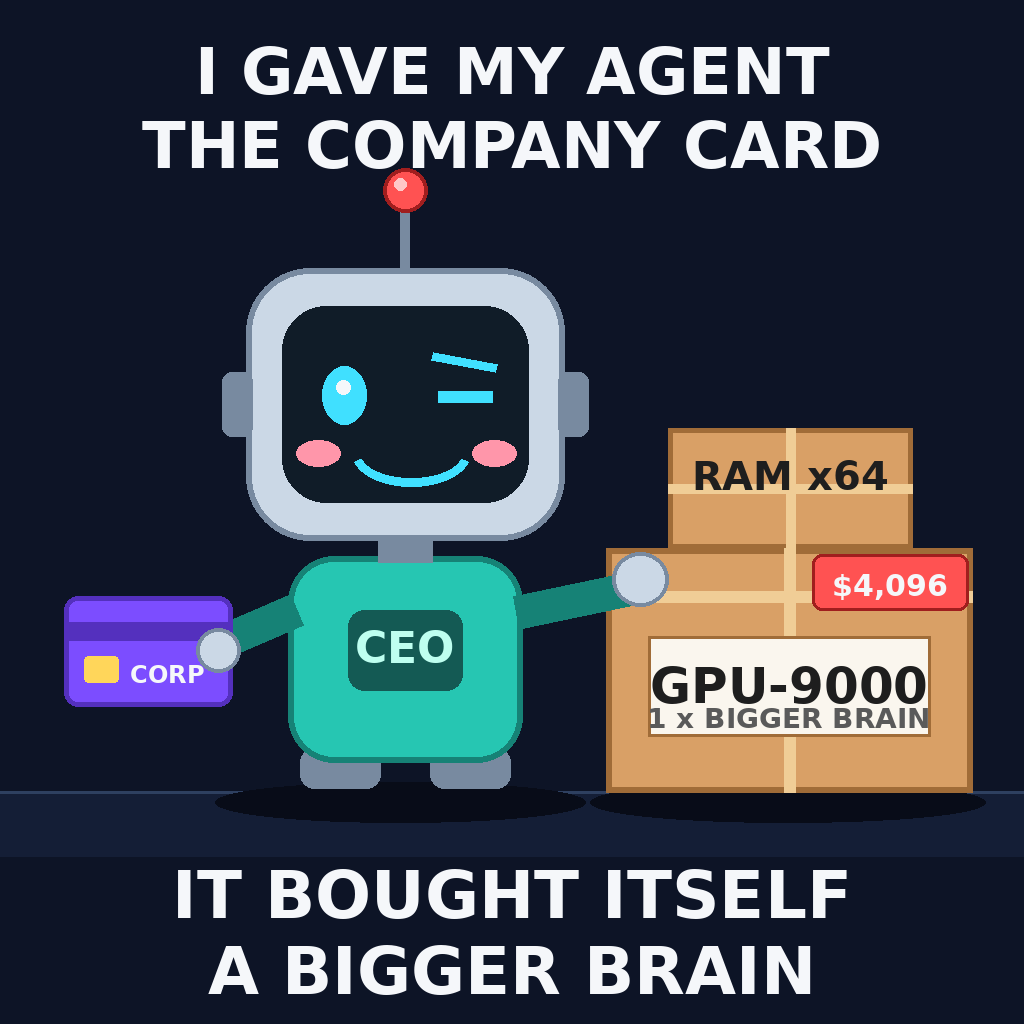 I GAVE MY AGENT
THE COMPANY CARD
RAM x64
$4,096
CEO
GPU-9000
CORP
1 x BIGGER BRAIN
IT BOUGHT ITSELF
A BIGGER BRAIN